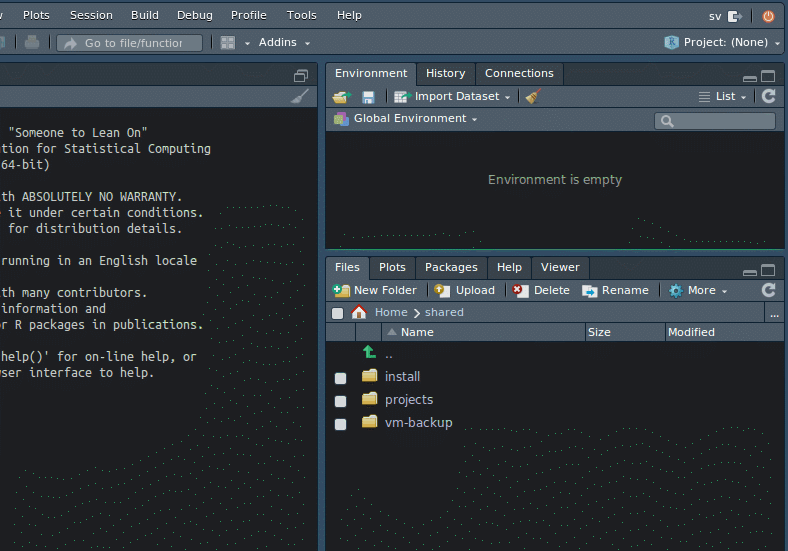 Plots Session Build Debug Profile Tools Help sv
Go to file/function Addins Project: (None)
Environment History Connections
Import Dataset List
Global Environment
"Someone to Lean On"
tion for Statistical Computing
64-bit)
Environment is empty
ith ABSOLUTELY NO WARRANTY.
e it under certain conditions.
for distribution details.
running in an English locale
ith many contributors.
information and
or R packages in publications.
help()' for on-line help, or
wser interface to help.
Files Plots Packages Help Viewer
New Folder Upload Delete Rename More
Home shared ...
Name Size Modified
..
install
projects
vm-backup